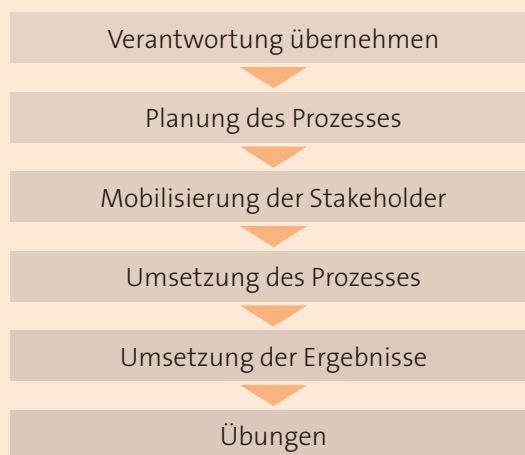 Verantwortung übernehmen
Planung des Prozesses
Mobilisierung der Stakeholder
Umsetzung des Prozesses
Umsetzung der Ergebnisse
Übungen